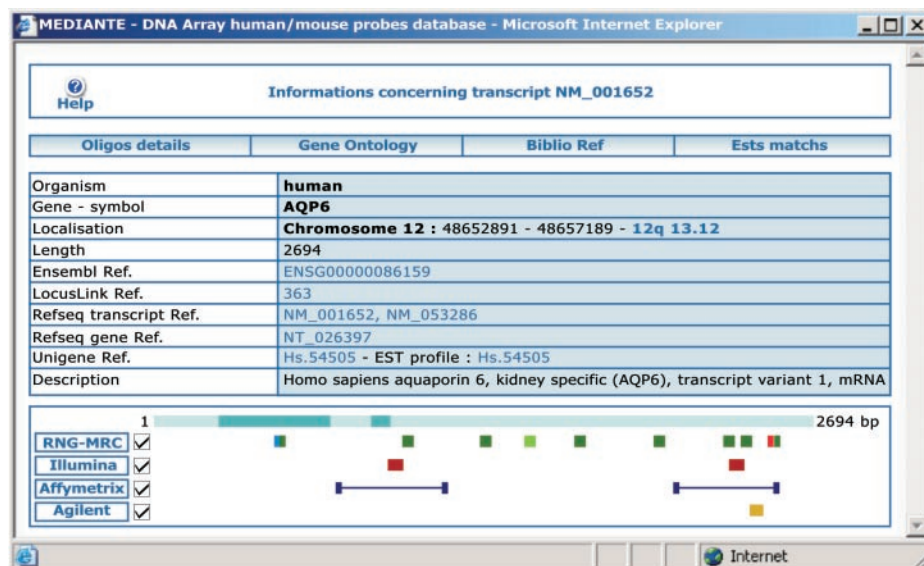 MEDIANTE - DNA Array human/mouse probes database - Microsoft Internet Explorer
Help
Informations concerning transcript NM_001652
Oligos details Gene Ontology Biblio Ref Ests matchs
Organism human
Gene - symbol AQP6
Localisation Chromosome 12 : 48652891 - 48657189 - 12q 13.12
Length 2694
Ensembl Ref. ENSG00000086159
LocusLink Ref. 363
Refseq transcript Ref. NM_001652, NM_053286
Refseq gene Ref. NT_026397
Unigene Ref. Hs.54505 - EST profile : Hs.54505
Description Homo sapiens aquaporin 6, kidney specific (AQP6), transcript variant 1, mRNA
1 2694 bp
RNG-MRC
Illumina
Affymetrix
Agilent
Internet